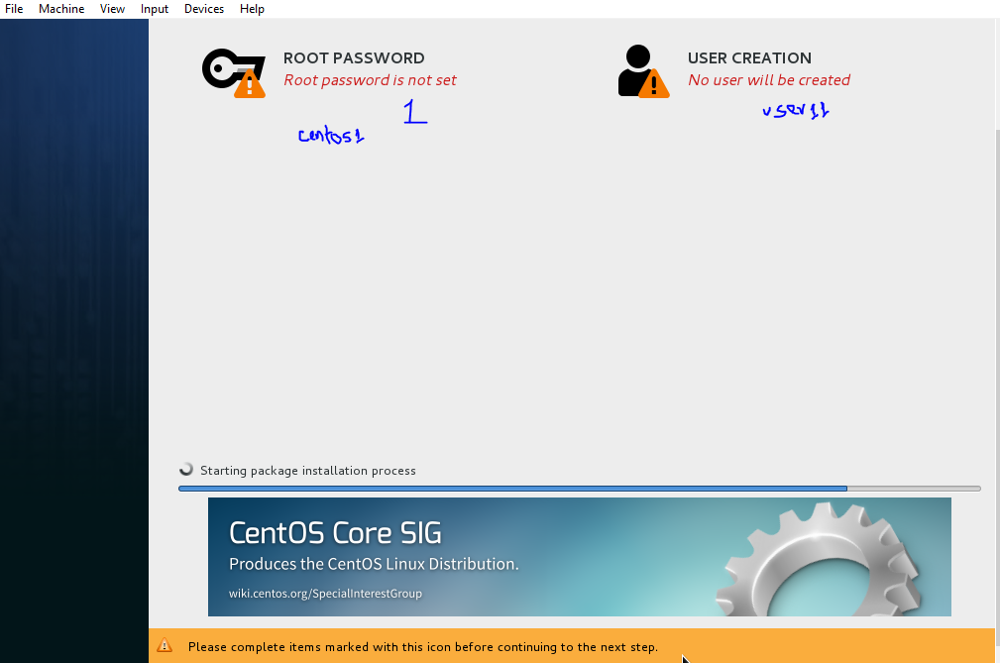 File Machine View Input Devices Help
ROOT PASSWORD
Root password is not set
USER CREATION
No user will be created
1
centos1
user11
Starting package installation process
CentOS Core SIG
Produces the CentOS Linux Distribution.
wiki.centos.org/SpecialInterestGroup
Please complete items marked with this icon before continuing to the next step.